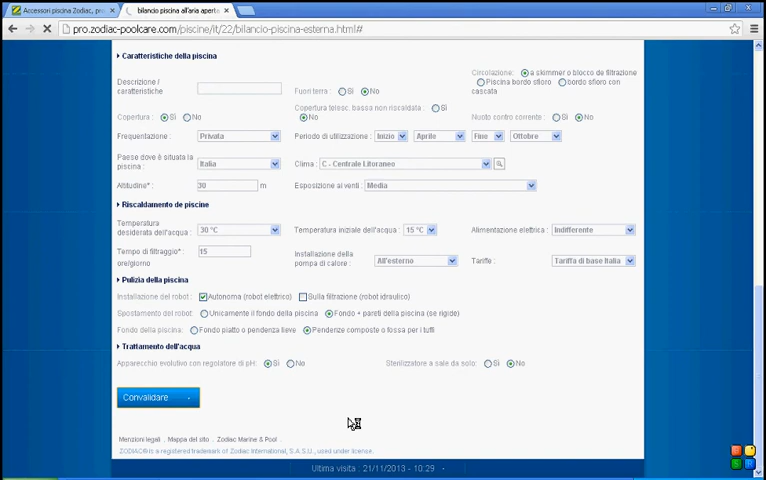 Accessori piscina Zodiac, pro
bilancio piscina all'aria aperta
pro.zodiac-poolcare.com/piscine/it/22/bilancio-piscina-esterna.html#
Caratteristiche della piscina
Descrizione / caratteristiche
Fuori terra : Sì No
Circolazione: a skimmer o blocco de filtrazione
Piscina bordo sfioro bordo sfioro con cascata
Copertura : Sì No
Copertura telesc. bassa non riscaldata : Sì No
Nuoto contro corrente : Sì No
Frequentazione : Privata
Periodo di utilizzazione : Inizio Aprile Fine Ottobre
Paese dove è situata la piscina : Italia
Clima : C - Centrale Litoraneo
Altitudine* : 30 m
Esposizione ai venti : Media
Riscaldamento de piscine
Temperatura desiderata dell'acqua : 30 °C
Temperatura iniziale dell'acqua : 15 °C
Alimentazione elettrica : Indifferente
Tempo di filtraggio* : 15 ore/giorno
Installazione della pompa di calore : All'esterno
Tariffe : Tariffa di base Italia
Pulizia della piscina
Installazione del robot : Autonoma (robot elettrico) Sulla filtrazione (robot idraulico)
Spostamento del robot : Unicamente il fondo della piscina Fondo + pareti della piscina (se rigide)
Fondo della piscina : Fondo piatto o pendenza lieve Pendenze composte o fossa per i tuffi
Trattamento dell'acqua
Apparecchio evolutivo con regolatore di pH: Sì No
Sterilizzatore a sale da solo: Sì No
Convalidare
Menzioni legali . Mappa del sito . Zodiac Marine & Pool .
ZODIAC® is a registered trademark of Zodiac International, S.A.S.U., used under license.
Ultima visita : 21/11/2013 - 10:29 -